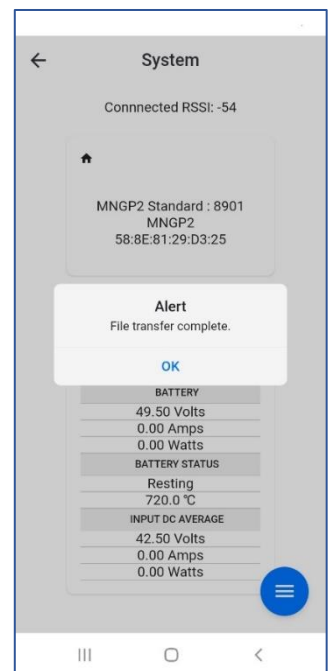 System
Connnected RSSI: -54
MNGP2 Standard : 8901
MNGP2
58:8E:81:29:D3:25
Alert
File transfer complete.
OK
BATTERY
49.50 Volts
0.00 Amps
0.00 Watts
BATTERY STATUS
Resting
720.0 ℃
INPUT DC AVERAGE
42.50 Volts
0.00 Amps
0.00 Watts